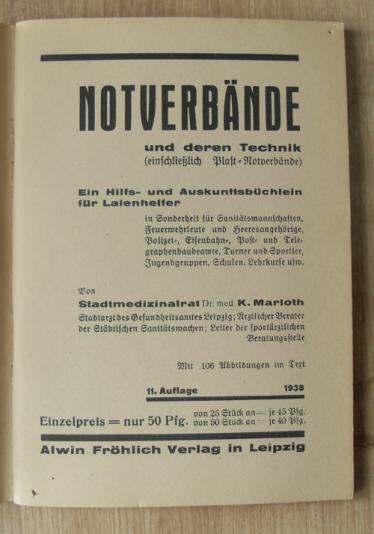 NOTVERBÄNDE
und deren Technik
(einschließlich Plast-Notverbände)
Ein Hilfs- und Auskunftsbüchlein
für Laienhelfer
in Sonderheit für Sanitätsmannschaften,
Feuerwehrleute und Heeresangehörige,
Polizei-, Eisenbahn-, Post- und Tele-
graphenbaubeamte, Turner und Sportler,
Jugendgruppen, Schulen, Lehrkurse usw.
Von
Stadtmedizinalrat Dr. med. K. Marloth
Stadtarzt des Gesundheitsamtes Leipzig; Ärztlicher Berater
der Städtischen Sanitätswachen; Leiter der sportärztlichen
Beratungsstelle
Mit 106 Abbildungen im Text
11. Auflage 1938
Einzelpreis = nur 50 Pfg. von 25 Stück an = je 45 Pfg.
von 50 Stück an = je 40 Pfg.
Alwin Fröhlich Verlag in Leipzig